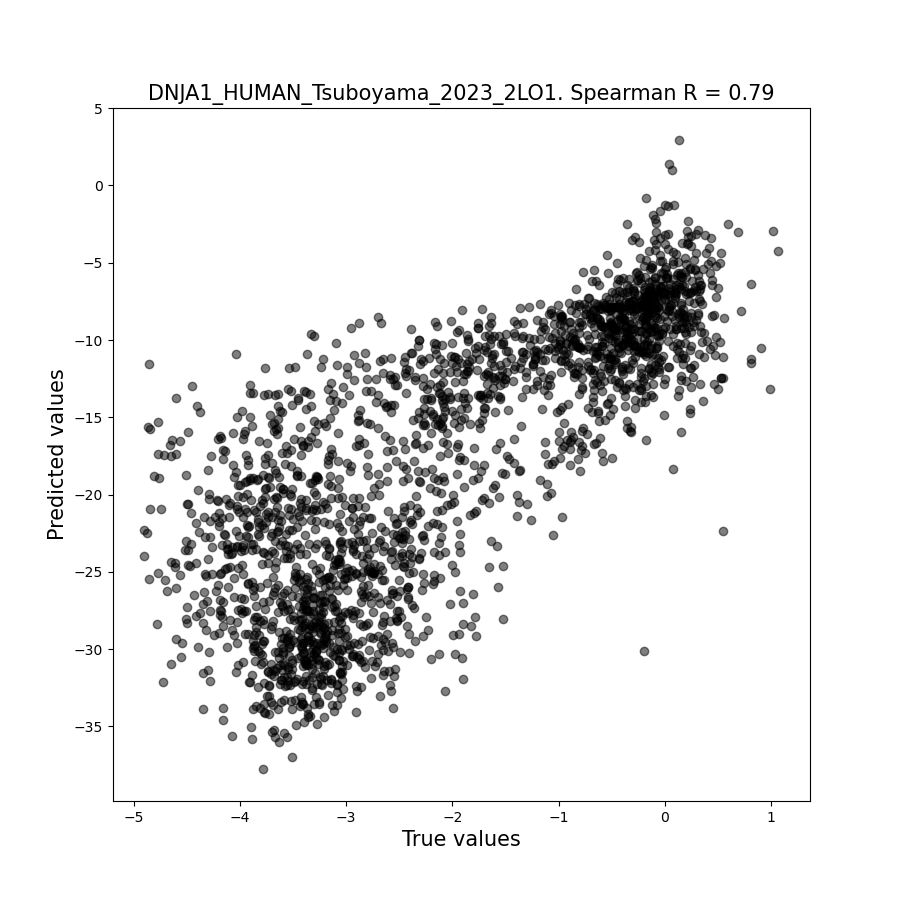 DNJA1_HUMAN_Tsuboyama_2023_2LO1. Spearman R = 0.79
5
0
−5
−10
−15
−20
−25
−30
−35
Predicted values
−5 −4 −3 −2 −1 0 1
True values